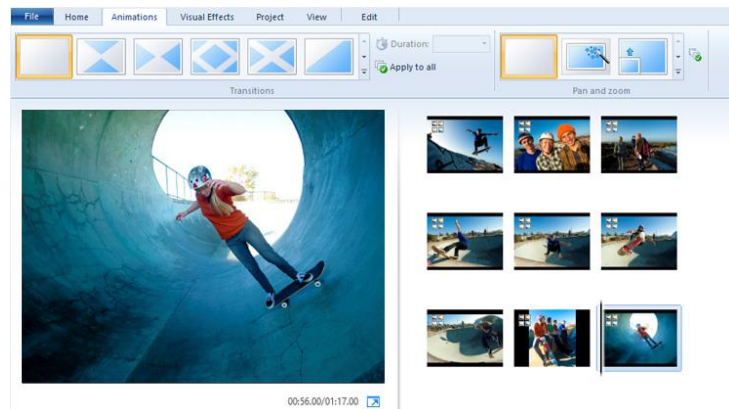 File Home Animations Visual Effects Project View Edit
Duration:
Apply to all
Transitions
Pan and zoom
00:56.00/01:17.00